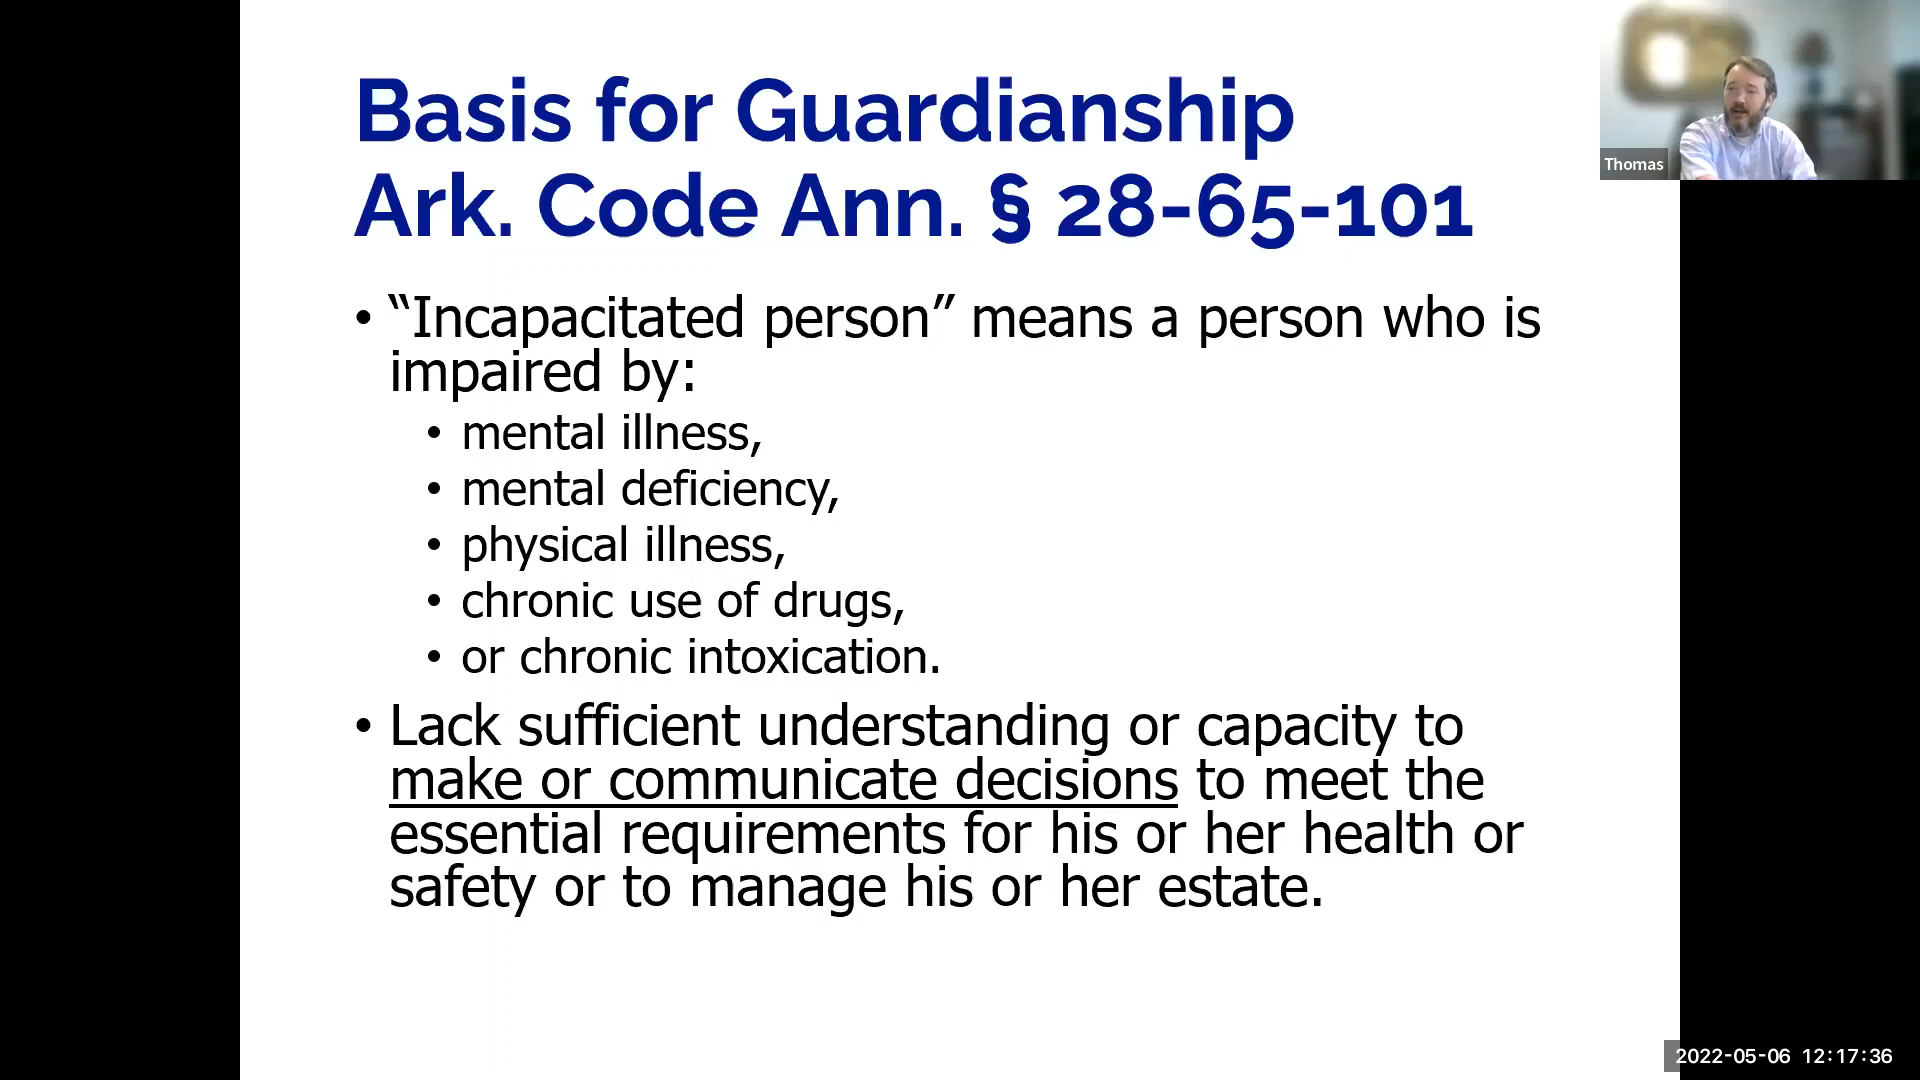 Basis for Guardianship
Ark. Code Ann. § 28-65-101
• “Incapacitated person” means a person who is
impaired by:
• mental illness,
• mental deficiency,
• physical illness,
• chronic use of drugs,
• or chronic intoxication.
• Lack sufficient understanding or capacity to
make or communicate decisions to meet the
essential requirements for his or her health or
safety or to manage his or her estate.
Thomas
2022-05-06 12:17:36